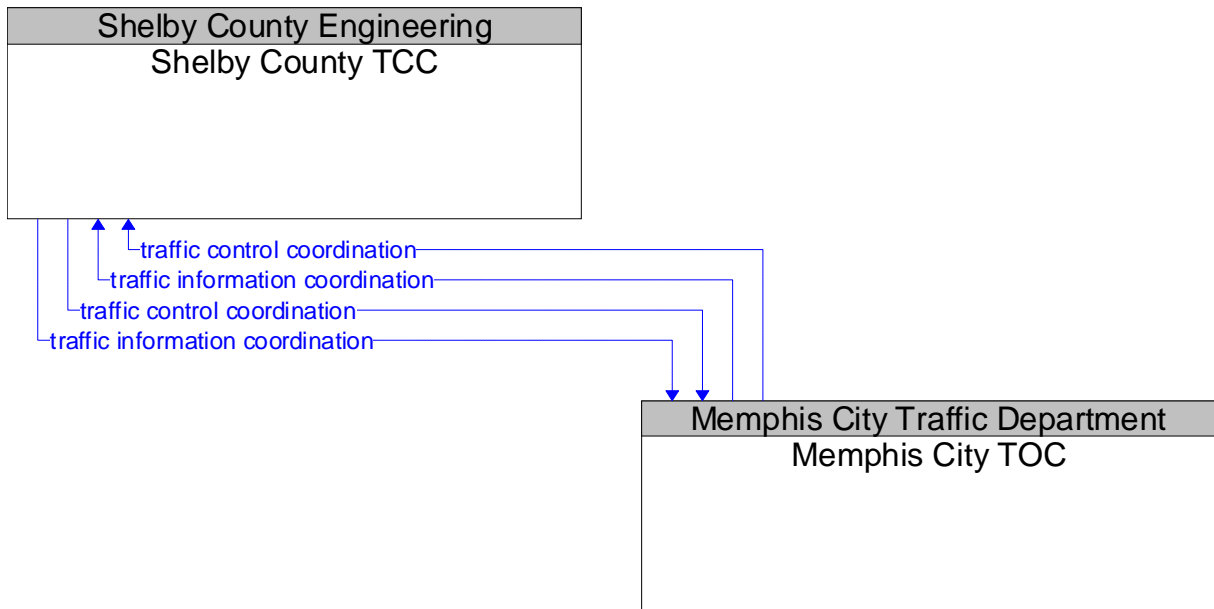 Shelby County Engineering
Shelby County TCC
traffic control coordination
traffic information coordination
traffic control coordination
traffic information coordination
Memphis City Traffic Department
Memphis City TOC